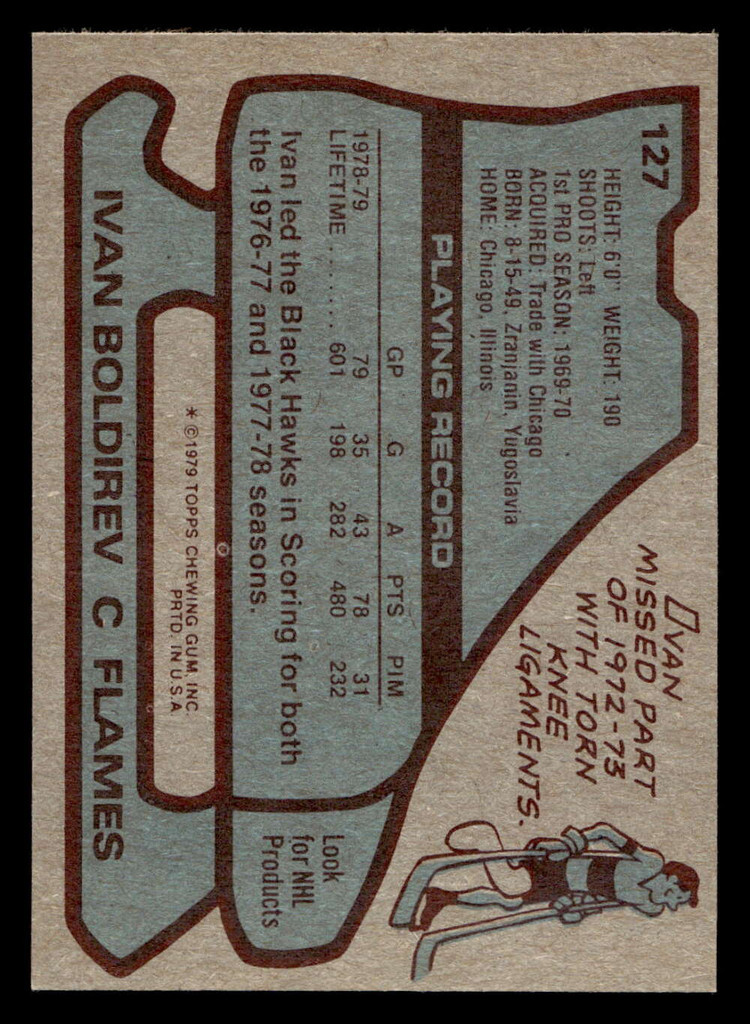 127
HEIGHT: 6'0" WEIGHT: 190
SHOOTS: Left
1st PRO SEASON: 1969-70
ACQUIRED: Trade with Chicago
BORN: 8-15-49, Zranjanin, Yugoslavia
HOME: Chicago, Illinois
IVAN
MISSED PART
OF 1972-73
WITH TORN
KNEE
LIGAMENTS.
PLAYING RECORD
GP G A PTS PIM
1978-79 79 35 43 78 31
LIFETIME ....... 601 198 282 480 232
Ivan led the Black Hawks in Scoring for both
the 1976-77 and 1977-78 seasons.
Look
for NHL
Products
* ©1979 TOPPS CHEWING GUM, INC.
PRTD. IN U.S.A.
IVAN BOLDIREV C FLAMES